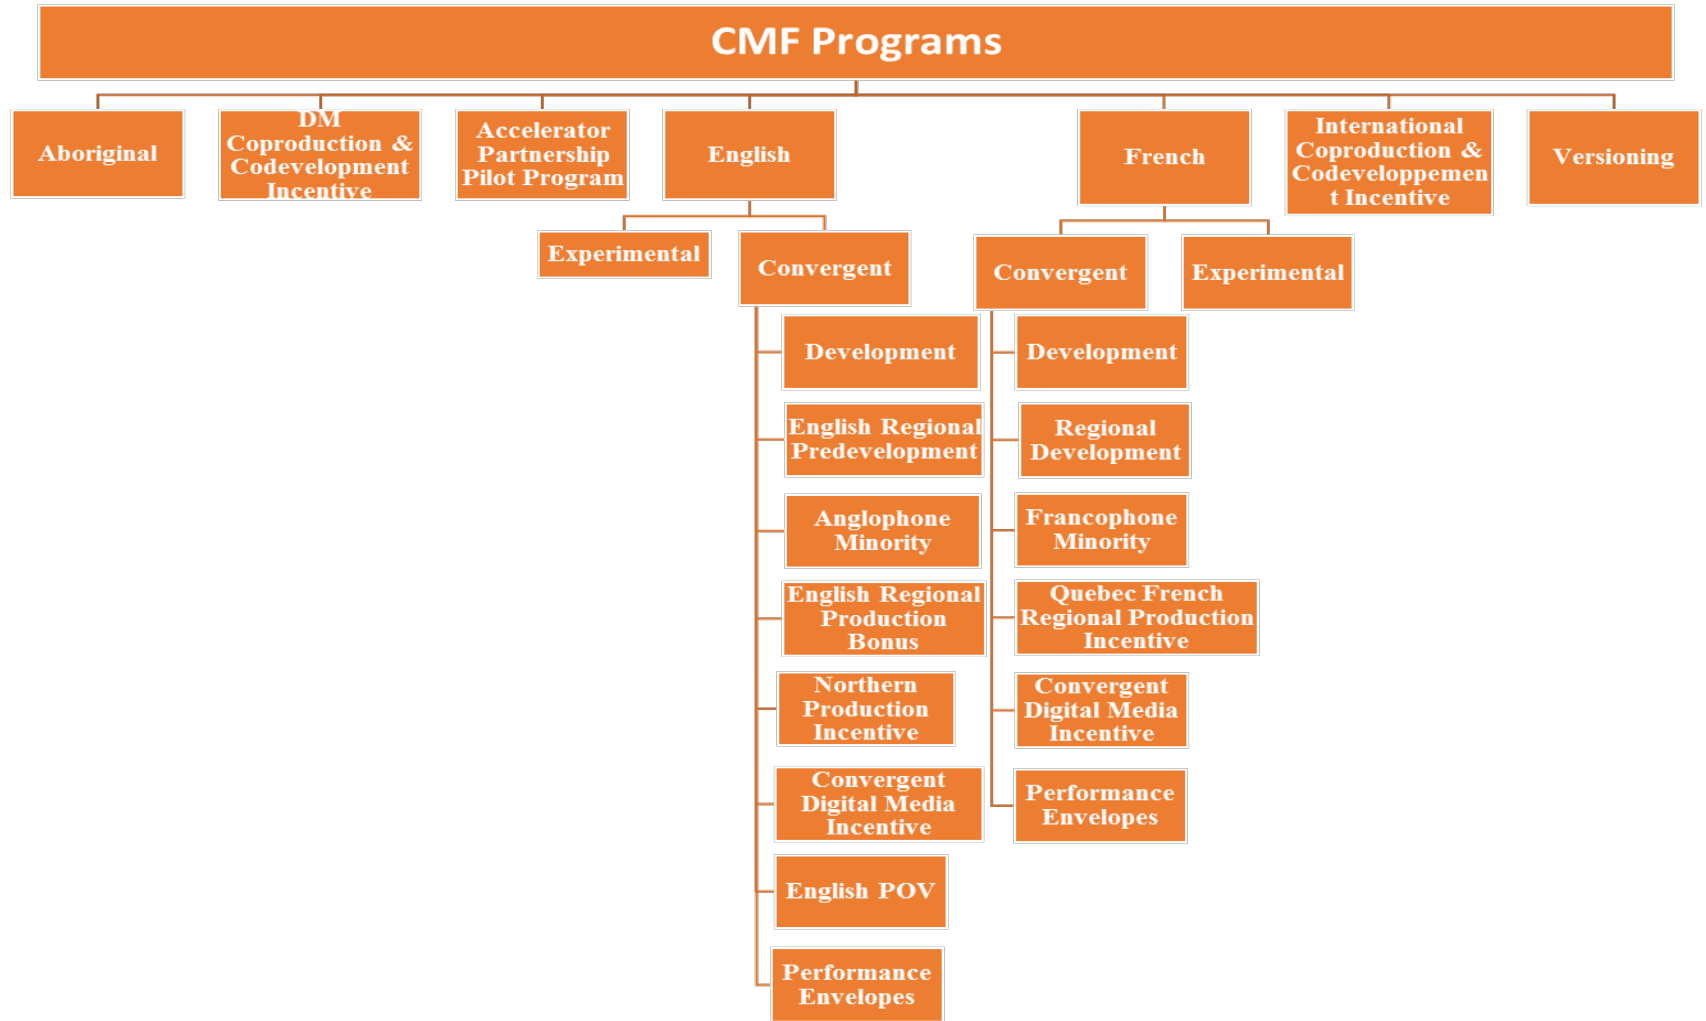 CMF Programs
Aboriginal
DM
Coproduction &
Codevelopment
Incentive
Accelerator
Partnership
Pilot Program
English
French
International
Coproduction &
Codeveloppemen
t Incentive
Versioning
Experimental
Convergent
Convergent
Experimental
Development
English Regional
Predevelopment
Anglophone
Minority
English Regional
Production
Bonus
Northern
Production
Incentive
Convergent
Digital Media
Incentive
English POV
Performance
Envelopes
Development
Regional
Development
Francophone
Minority
Quebec French
Regional Production
Incentive
Convergent
Digital Media
Incentive
Performance
Envelopes